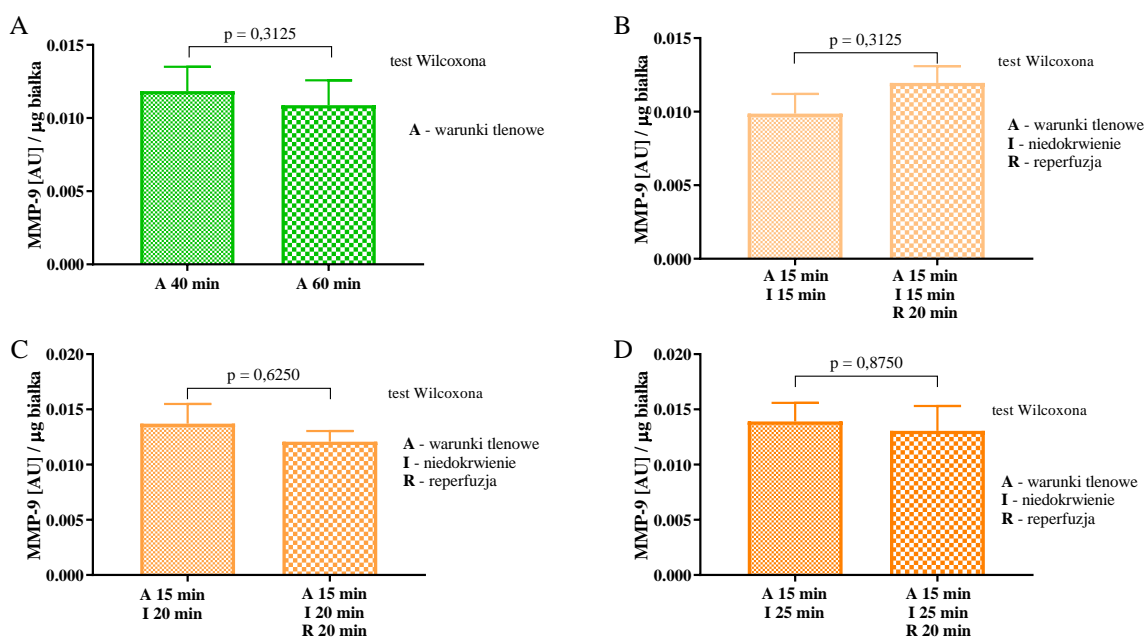 A
MMP-9 [AU] / µg białka
0.015
0.010
0.005
0.000
p = 0,3125
test Wilcoxona
A - warunki tlenowe
A 40 min
A 60 min
B
MMP-9 [AU] / µg białka
0.015
0.010
0.005
0.000
p = 0,3125
test Wilcoxona
A - warunki tlenowe
I - niedokrwienie
R - reperfuzja
A 15 min
I 15 min
A 15 min
I 15 min
R 20 min
C
MMP-9 [AU] / µg białka
0.020
0.015
0.010
0.005
0.000
p = 0,6250
test Wilcoxona
A - warunki tlenowe
I - niedokrwienie
R - reperfuzja
A 15 min
I 20 min
A 15 min
I 20 min
R 20 min
D
MMP-9 [AU] / µg białka
0.020
0.015
0.010
0.005
0.000
p = 0,8750
test Wilcoxona
A - warunki tlenowe
I - niedokrwienie
R - reperfuzja
A 15 min
I 25 min
A 15 min
I 25 min
R 20 min